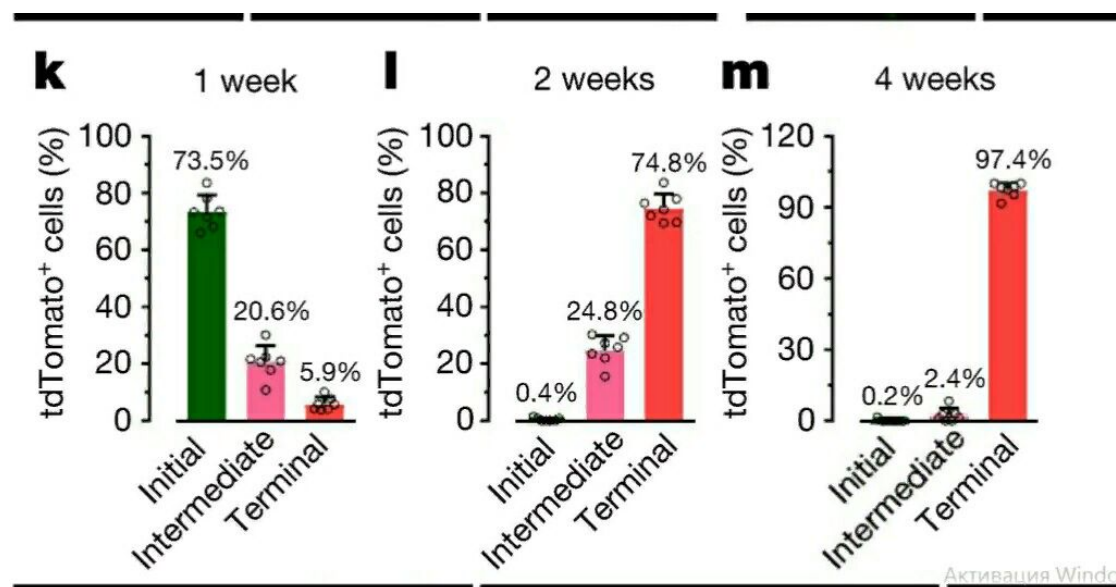 k 1 week
tdTomato⁺ cells (%)
100
80
60
40
20
0
73.5%
20.6%
5.9%
Initial
Intermediate
Terminal
l 2 weeks
tdTomato⁺ cells (%)
100
80
60
40
20
0
0.4%
24.8%
74.8%
Initial
Intermediate
Terminal
m 4 weeks
tdTomato⁺ cells (%)
120
90
60
30
0
0.2%
2.4%
97.4%
Initial
Intermediate
Terminal
Активация Windo